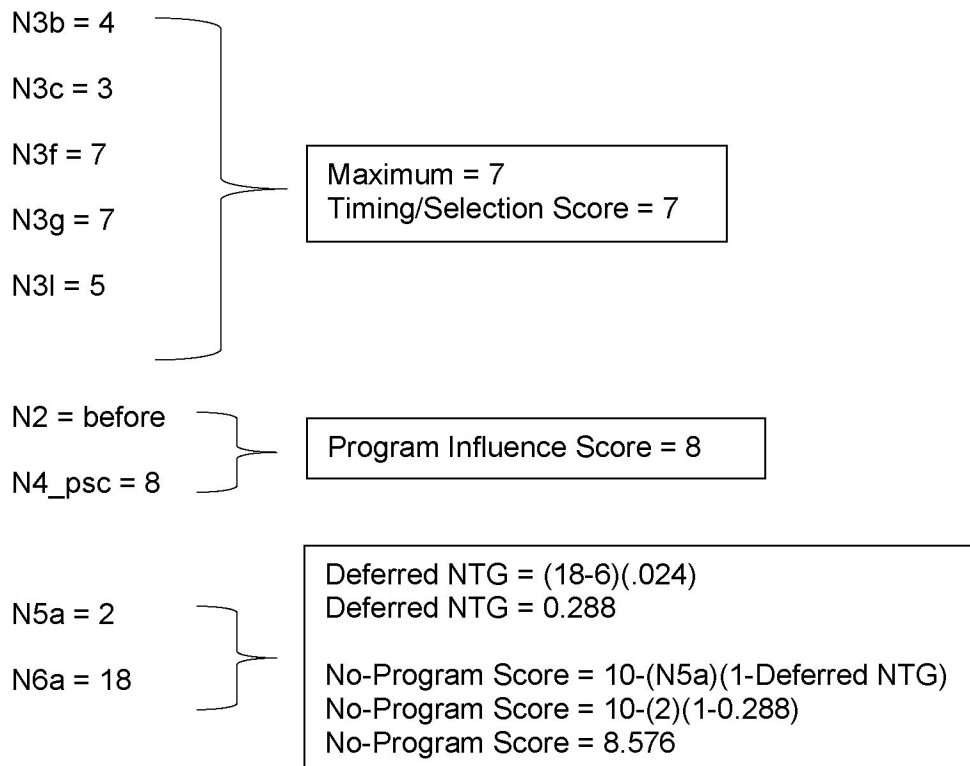 N3b = 4
N3c = 3
N3f = 7
N3g = 7
N3l = 5
Maximum = 7
Timing/Selection Score = 7
N2 = before
N4_psc = 8
Program Influence Score = 8
N5a = 2
N6a = 18
Deferred NTG = (18-6)(.024)
Deferred NTG = 0.288
No-Program Score = 10-(N5a)(1-Deferred NTG)
No-Program Score = 10-(2)(1-0.288)
No-Program Score = 8.576